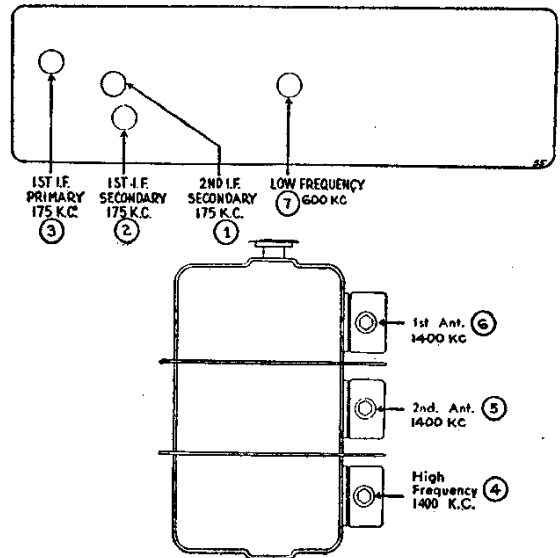 1ST I.F.
PRIMARY
175 K.C.
3
1ST I.F.
SECONDARY
175 K.C.
2
2ND I.F.
SECONDARY
175 K.C.
1
LOW FREQUENCY
7 600 KC
1st Ant. 6
1400 KC
2nd. Ant. 5
1400 KC
High
Frequency 4
1400 K.C.